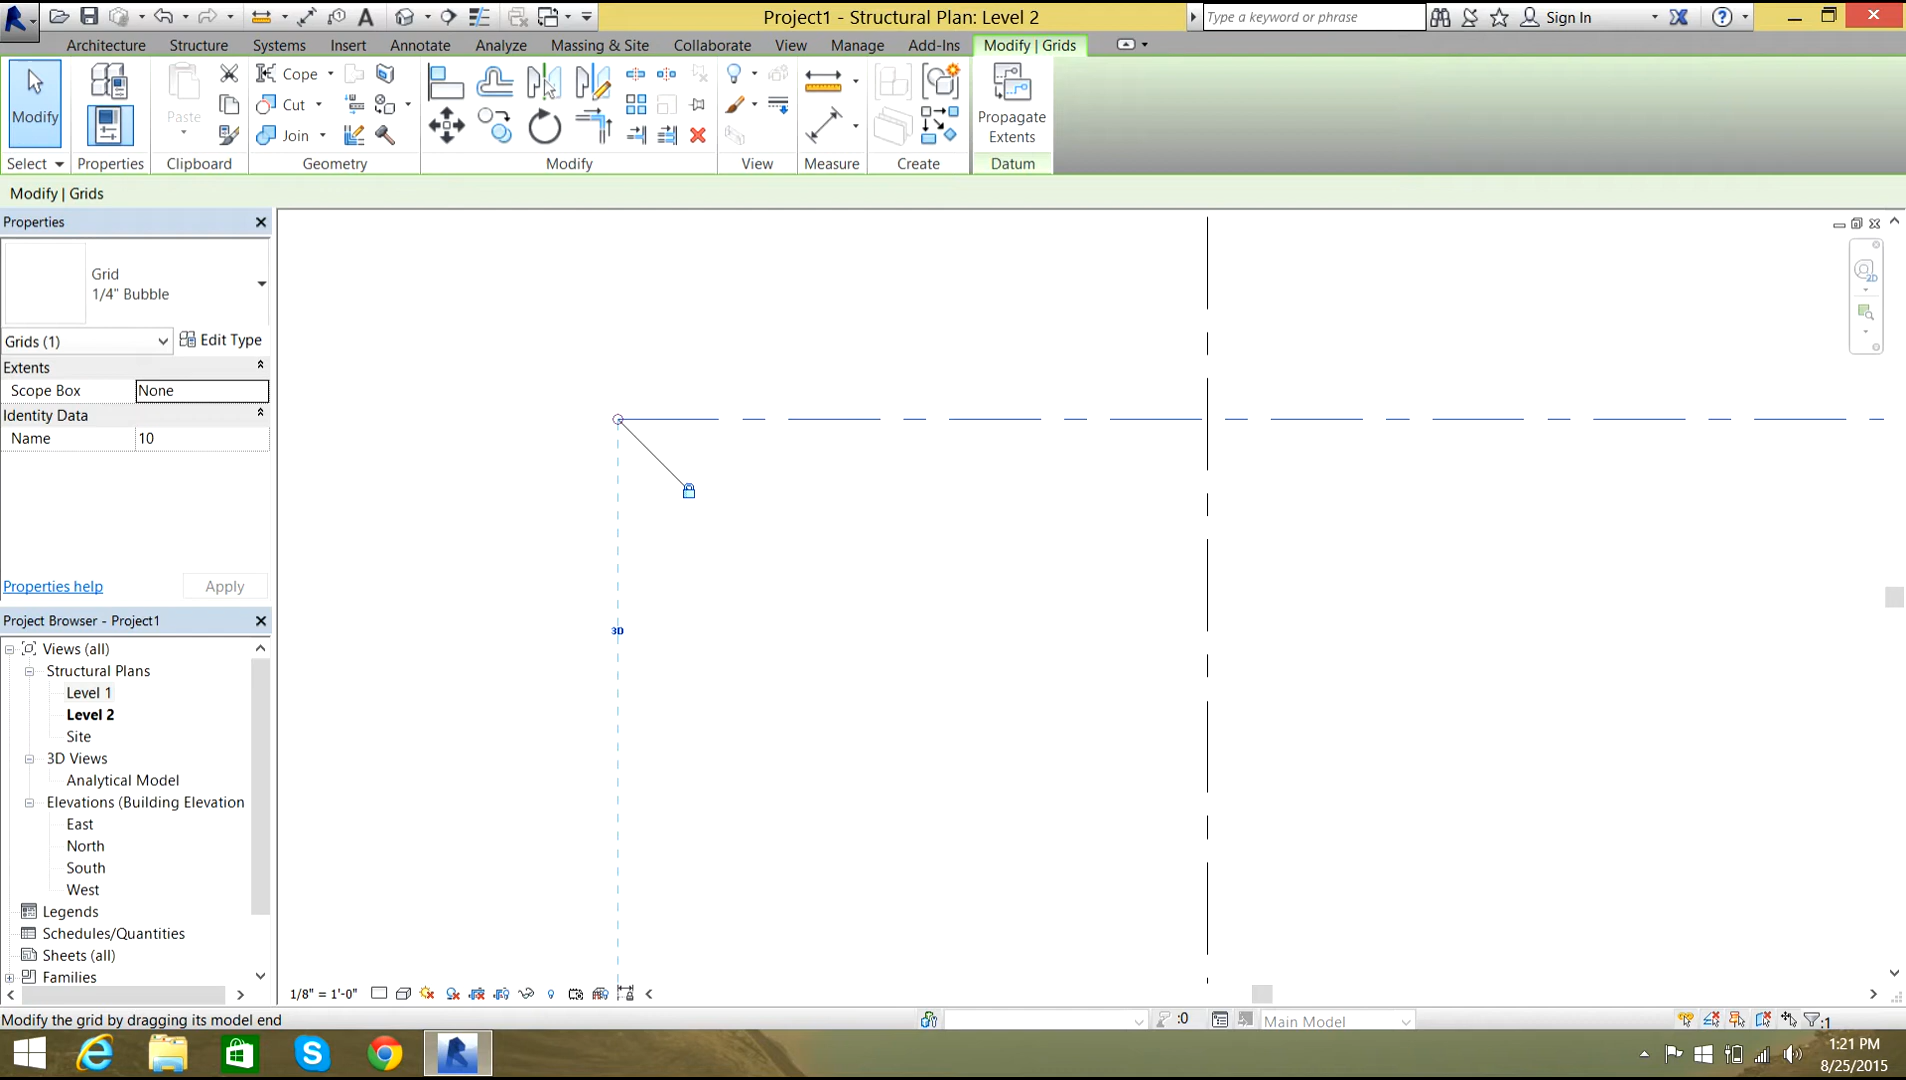 Project1 - Structural Plan: Level 2
Type a keyword or phrase
Sign In
Architecture
Structure
Systems
Insert
Annotate
Analyze
Massing & Site
Collaborate
View
Manage
Add-Ins
Modify | Grids
Modify
Paste
Cope
Cut
Join
Propagate
Extents
Select
Properties
Clipboard
Geometry
Modify
View
Measure
Create
Datum
Modify | Grids
Properties
Grid
1/4" Bubble
Grids (1)
Edit Type
Extents
Scope Box
None
Identity Data
Name
10
Properties help
Apply
Project Browser - Project1
Views (all)
Structural Plans
Level 1
Level 2
Site
3D Views
Analytical Model
Elevations (Building Elevation
East
North
South
West
Legends
Schedules/Quantities
Sheets (all)
Families
3D
2D
1/8" = 1'-0"
Modify the grid by dragging its model end
:0
Main Model
:1
1:21 PM
8/25/2015